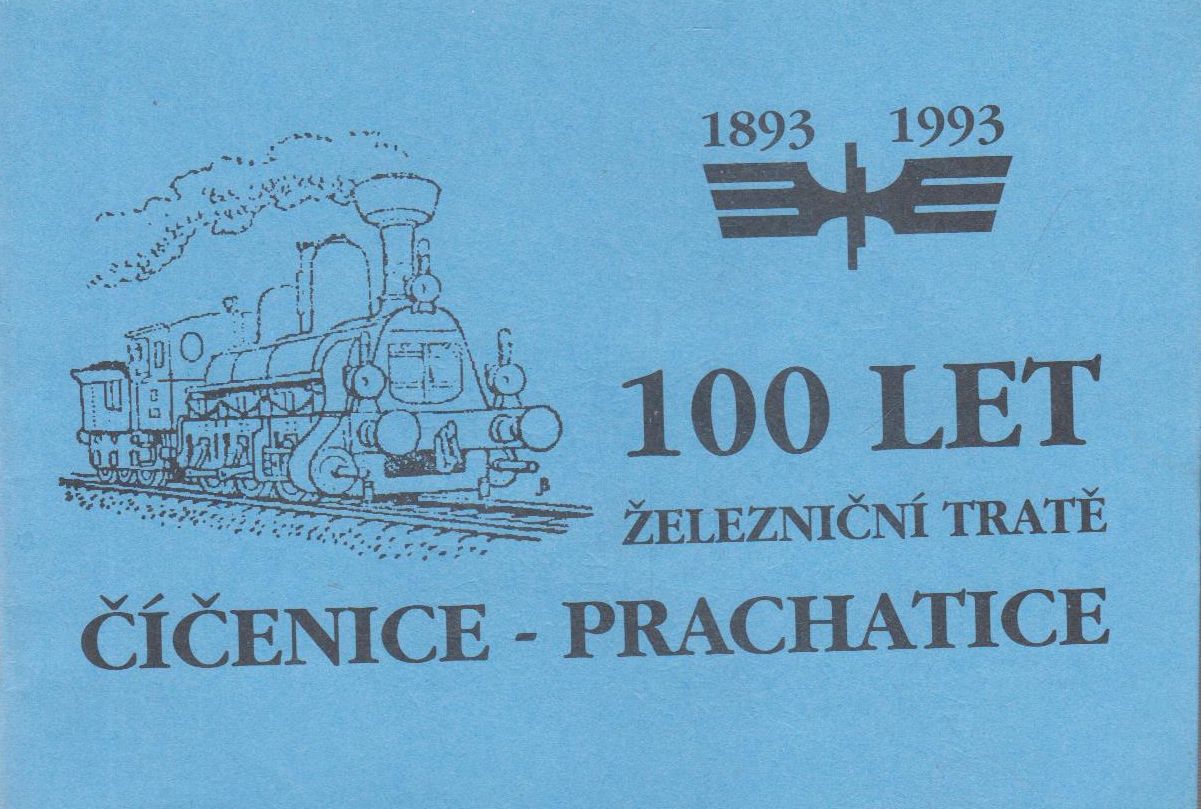 1893 1993
100 LET
ŽELEZNIČNÍ TRATĚ
ČÍČENICE - PRACHATICE